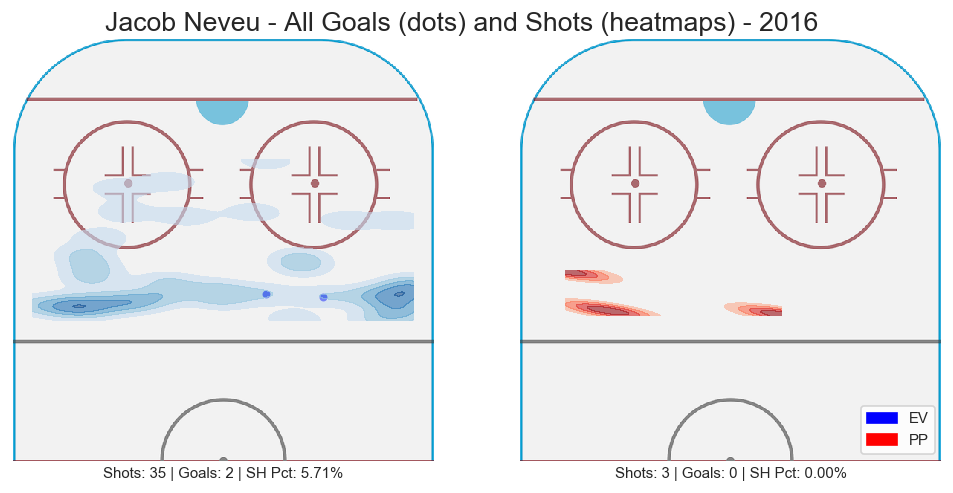 Jacob Neveu - All Goals (dots) and Shots (heatmaps) - 2016
EV
PP
Shots: 35 | Goals: 2 | SH Pct: 5.71%
Shots: 3 | Goals: 0 | SH Pct: 0.00%